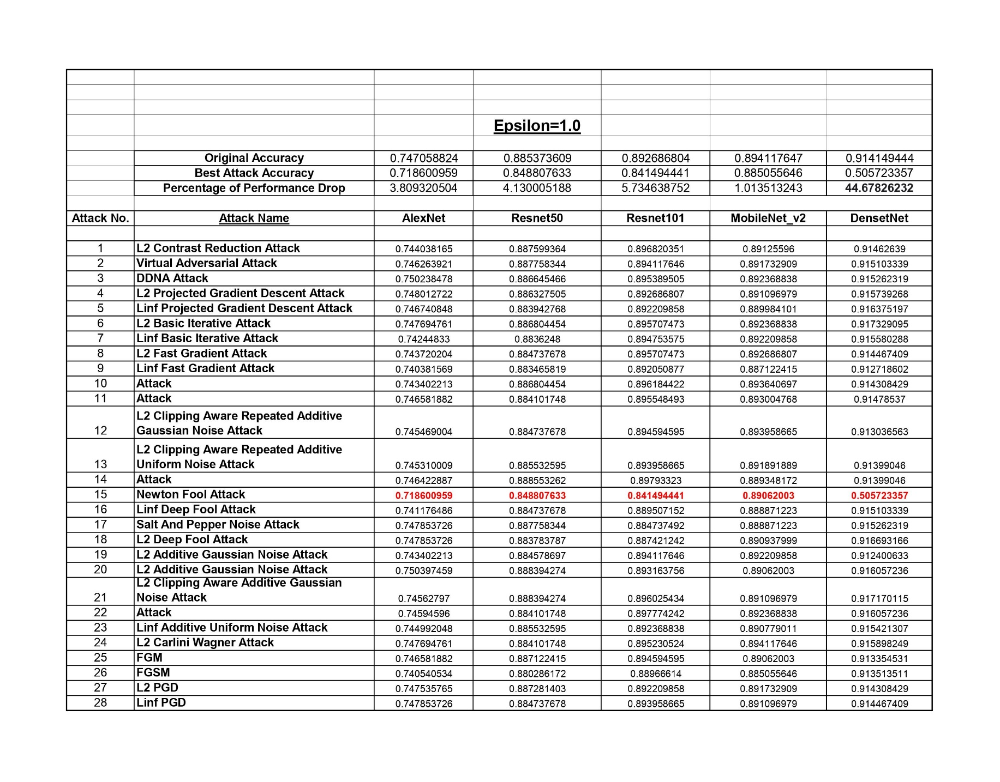 Epsilon=1.0
Original Accuracy 0.747058824 0.885373609 0.892686804 0.894117647 0.914149444
Best Attack Accuracy 0.718600959 0.848807633 0.841494441 0.885055646 0.505723357
Percentage of Performance Drop 3.809320504 4.130005188 5.734638752 1.013513243 44.67826232
Attack No. Attack Name AlexNet Resnet50 Resnet101 MobileNet_v2 DensetNet
1 L2 Contrast Reduction Attack 0.744038165 0.887599364 0.896820351 0.89125596 0.91462639
2 Virtual Adversarial Attack 0.746263921 0.887758344 0.894117646 0.891732909 0.915103339
3 DDNA Attack 0.750238478 0.886645466 0.895389505 0.892368838 0.915262319
4 L2 Projected Gradient Descent Attack 0.748012722 0.886327505 0.892686807 0.891096979 0.915739268
5 Linf Projected Gradient Descent Attack 0.746740848 0.883942768 0.892209858 0.889984101 0.916375197
6 L2 Basic Iterative Attack 0.747694761 0.886804454 0.895707473 0.892368838 0.917329095
7 Linf Basic Iterative Attack 0.74244833 0.8836248 0.894753575 0.892209858 0.915580288
8 L2 Fast Gradient Attack 0.743720204 0.884737678 0.895707473 0.892686807 0.914467409
9 Linf Fast Gradient Attack 0.740381569 0.883465819 0.892050877 0.887122415 0.912718602
10 Attack 0.743402213 0.886804454 0.896184422 0.893640697 0.914308429
11 Attack 0.746581882 0.884101748 0.895548493 0.893004768 0.91478537
L2 Clipping Aware Repeated Additive
12 Gaussian Noise Attack 0.745469004 0.884737678 0.894594595 0.893958665 0.913036563
L2 Clipping Aware Repeated Additive
13 Uniform Noise Attack 0.745310009 0.885532595 0.893958665 0.891891889 0.91399046
14 Attack 0.746422887 0.888553262 0.89793323 0.889348172 0.91399046
15 Newton Fool Attack 0.718600959 0.848807633 0.841494441 0.89062003 0.505723357
16 Linf Deep Fool Attack 0.741176486 0.884737678 0.889507152 0.888871223 0.915103339
17 Salt And Pepper Noise Attack 0.747853726 0.887758344 0.884737492 0.888871223 0.915262319
18 L2 Deep Fool Attack 0.747853726 0.883783787 0.887421242 0.890937999 0.916693166
19 L2 Additive Gaussian Noise Attack 0.743402213 0.884578697 0.894117646 0.892209858 0.912400633
20 L2 Additive Gaussian Noise Attack 0.750397459 0.888394274 0.893163756 0.89062003 0.916057236
L2 Clipping Aware Additive Gaussian
21 Noise Attack 0.74562797 0.888394274 0.896025434 0.891096979 0.917170115
22 Attack 0.74594596 0.884101748 0.897774242 0.892368838 0.916057236
23 Linf Additive Uniform Noise Attack 0.744992048 0.885532595 0.892368838 0.890779011 0.915421307
24 L2 Carlini Wagner Attack 0.747694761 0.884101748 0.895230524 0.894117646 0.915898249
25 FGM 0.746581882 0.887122415 0.894594595 0.89062003 0.913354531
26 FGSM 0.740540534 0.880286172 0.88966614 0.885055646 0.913513511
27 L2 PGD 0.747535765 0.887281403 0.892209858 0.891732909 0.914308429
28 Linf PGD 0.747853726 0.884737678 0.893958665 0.891096979 0.914467409